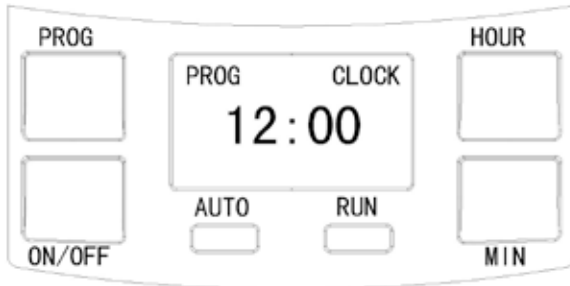 PROG
HOUR
PROG CLOCK
12:00
AUTO RUN
ON/OFF
MIN